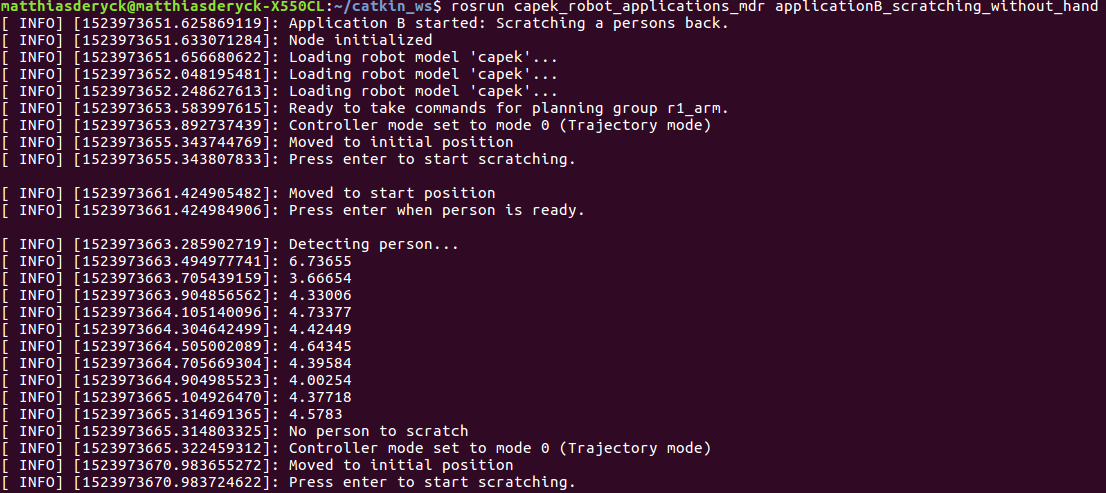 matthiasderyck@matthiasderyck-X550CL:~/catkin_ws$ rosrun capek_robot_applications_mdr applicationB_scratching_without_hand
[ INFO] [1523973651.625869119]: Application B started: Scratching a persons back.
[ INFO] [1523973651.633071284]: Node initialized
[ INFO] [1523973651.656680622]: Loading robot model 'capek'...
[ INFO] [1523973652.048195481]: Loading robot model 'capek'...
[ INFO] [1523973652.248627613]: Loading robot model 'capek'...
[ INFO] [1523973653.583997615]: Ready to take commands for planning group r1_arm.
[ INFO] [1523973653.892737439]: Controller mode set to mode 0 (Trajectory mode)
[ INFO] [1523973655.343744769]: Moved to initial position
[ INFO] [1523973655.343807833]: Press enter to start scratching.
[ INFO] [1523973661.424905482]: Moved to start position
[ INFO] [1523973661.424984906]: Press enter when person is ready.
[ INFO] [1523973663.285902719]: Detecting person...
[ INFO] [1523973663.494977741]: 6.73655
[ INFO] [1523973663.705439159]: 3.66654
[ INFO] [1523973663.904856562]: 4.33006
[ INFO] [1523973664.105140096]: 4.73377
[ INFO] [1523973664.304642499]: 4.42449
[ INFO] [1523973664.505002089]: 4.64345
[ INFO] [1523973664.705669304]: 4.39584
[ INFO] [1523973664.904985523]: 4.00254
[ INFO] [1523973665.104926470]: 4.37718
[ INFO] [1523973665.314691365]: 4.5783
[ INFO] [1523973665.314803325]: No person to scratch
[ INFO] [1523973665.322459312]: Controller mode set to mode 0 (Trajectory mode)
[ INFO] [1523973670.983655272]: Moved to initial position
[ INFO] [1523973670.983724622]: Press enter to start scratching.